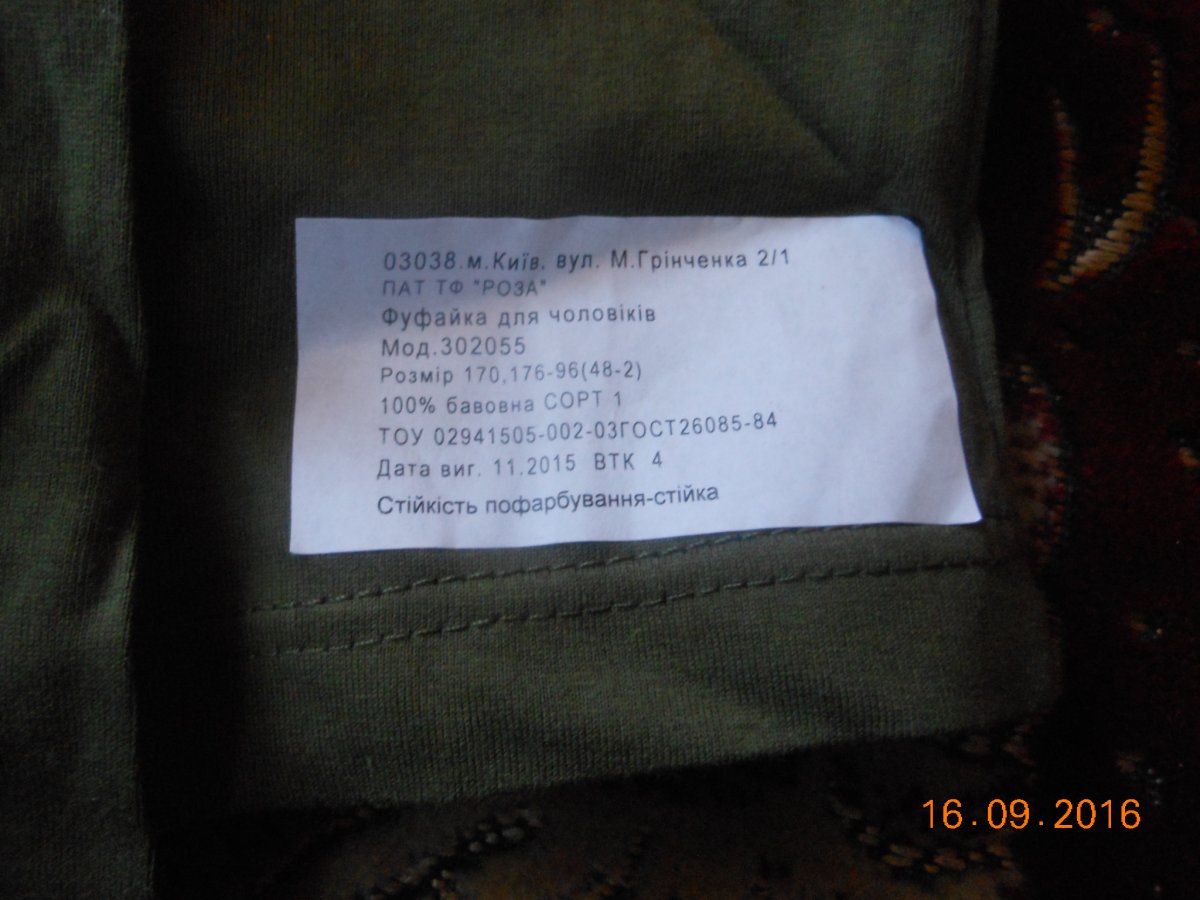 03038.м.Київ, вул. М.Грінченка 2/1
ПАТ ТФ "РОЗА"
Фуфайка для чоловіків
Мод.302055
Розмір 170,176-96(48-2)
100% бавовна СОРТ 1
ТОУ 02941505-002-03ГОСТ26085-84
Дата виг. 11.2015 ВТК 4
Стійкість пофарбування-стійка
16.09.2016